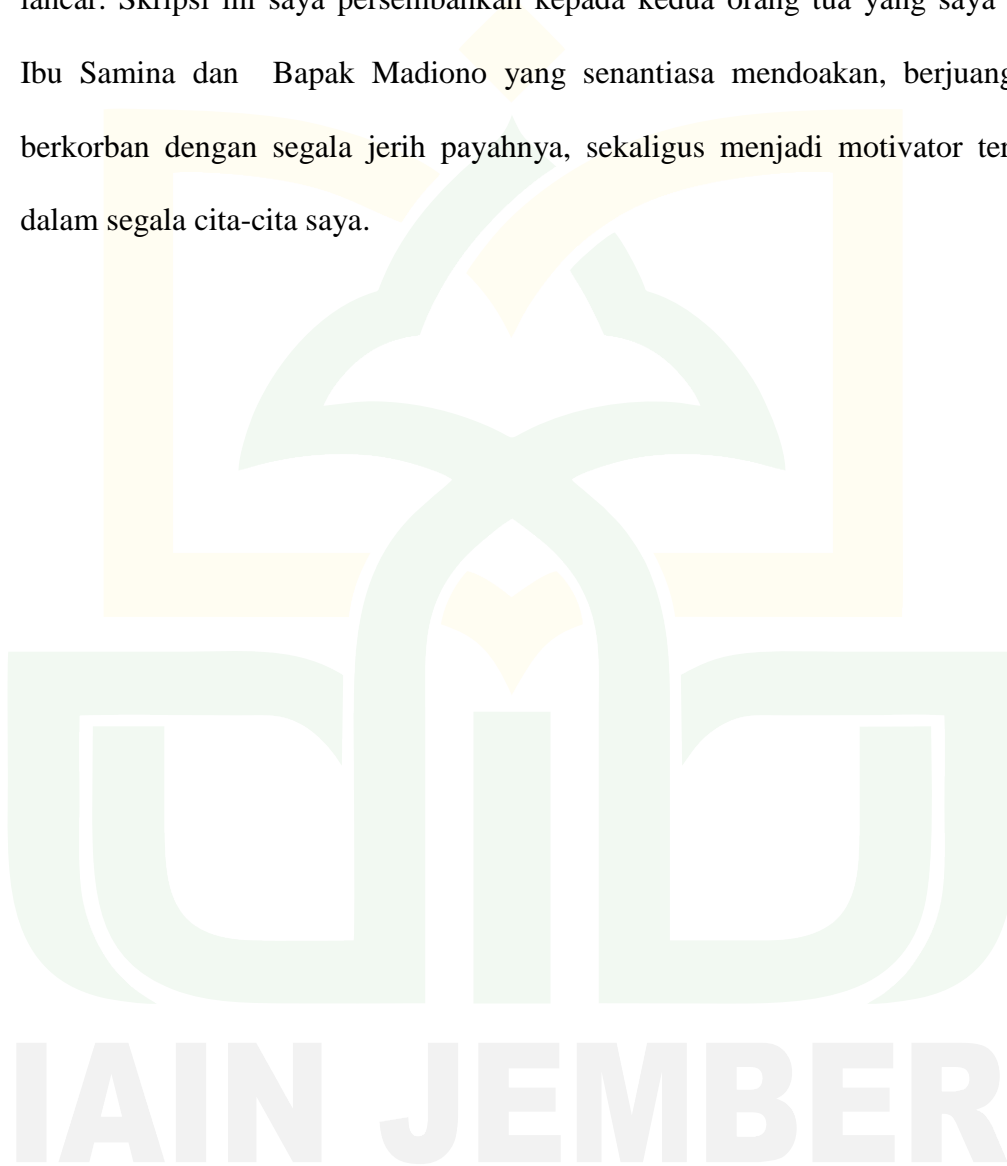 lancar. Skripsi ini saya persembahkan kepada kedua orang tua yang saya
Ibu Samina dan Bapak Madiono yang senantiasa mendoakan, berjuang
berkorban dengan segala jerih payahnya, sekaligus menjadi motivator
dalam segala cita-cita saya.
IAIN JEMBER